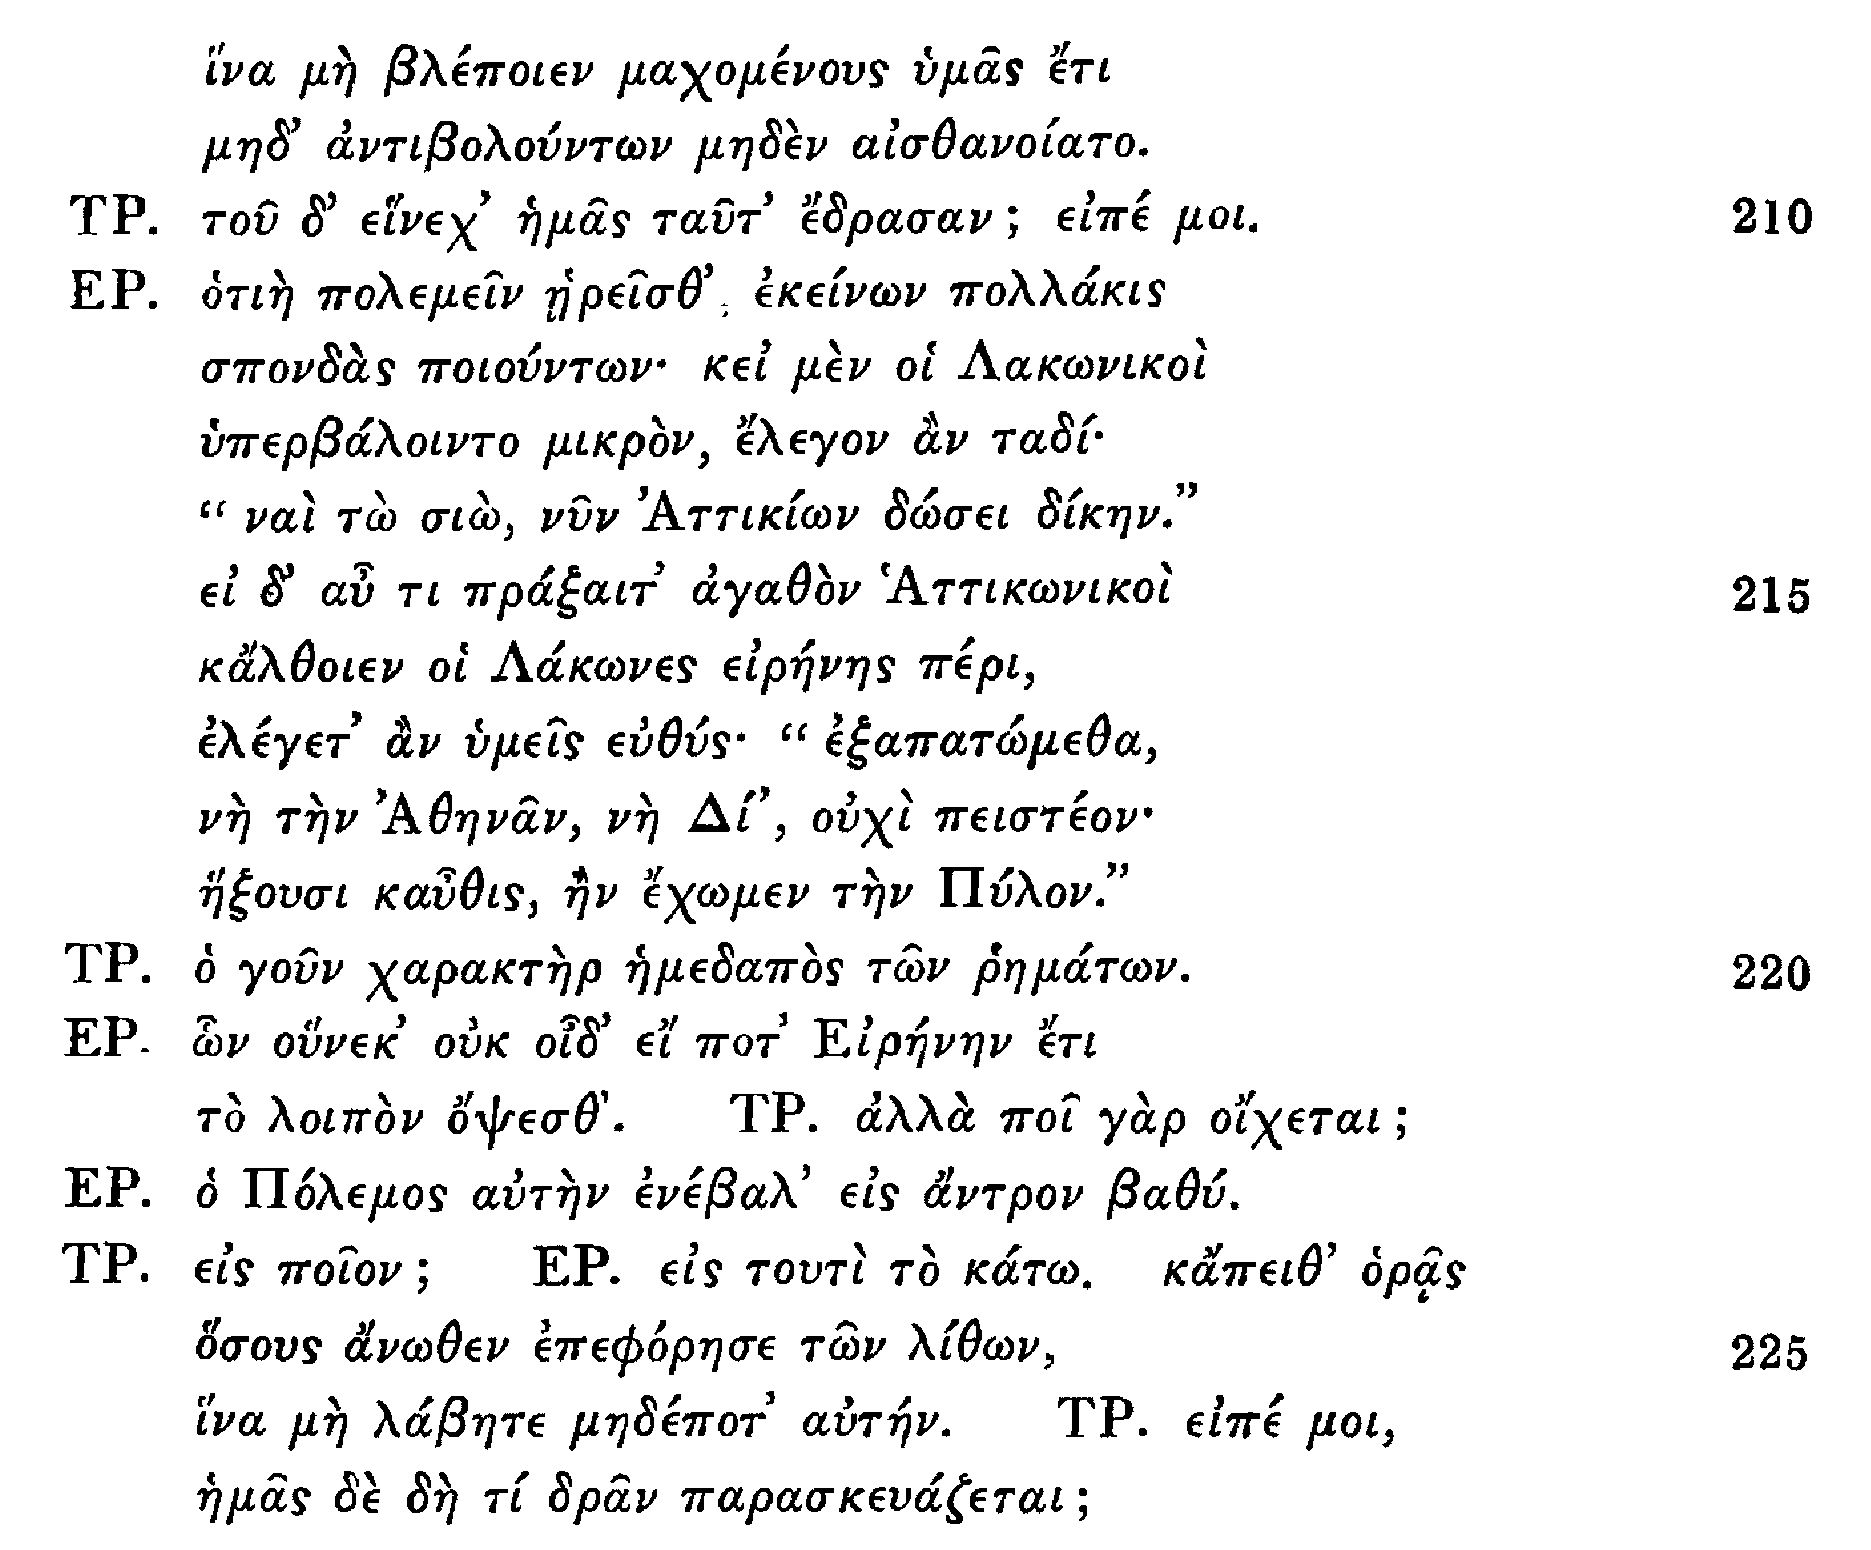 ἵνα μὴ βλέποιεν μαχομένους ὑμᾶς ἔτι
μηδ’ ἀντιβολούντων μηδὲν αἰσθανοίατο.
ΤΡ. τοῦ δ’ εἵνεχ’ ἡμᾶς ταῦτ’ ἔδρασαν; εἰπέ μοι. 210
ΕΡ. ὁτιὴ πολεμεῖν ᾑρεῖσθ’, ἐκείνων πολλάκις
σπονδὰς ποιούντων· κεἰ μὲν οἱ Λακωνικοὶ
ὑπερβάλοιντο μικρὸν, ἔλεγον ἂν ταδί·
“ ναὶ τὼ σιὼ, νῦν Ἀττικίων δώσει δίκην.”
εἰ δ’ αὖ τι πράξαιτ’ ἀγαθὸν Ἁττικωνικοὶ 215
κἄλθοιεν οἱ Λάκωνες εἰρήνης πέρι,
ἐλέγετ’ ἂν ὑμεῖς εὐθύς· “ ἐξαπατώμεθα,
νὴ τὴν Ἀθηνᾶν, νὴ Δί’, οὐχὶ πειστέον·
ἥξουσι καὖθις, ἢν ἔχωμεν τὴν Πύλον.”
ΤΡ. ὁ γοῦν χαρακτὴρ ἡμεδαπὸς τῶν ῥημάτων. 220
ΕΡ. ὧν οὕνεκ’ οὐκ οἶδ’ εἴ ποτ’ Εἰρήνην ἔτι
τὸ λοιπὸν ὄψεσθ’. ΤΡ. ἀλλὰ ποῖ γὰρ οἴχεται;
ΕΡ. ὁ Πόλεμος αὐτὴν ἐνέβαλ’ εἰς ἄντρον βαθύ.
ΤΡ. εἰς ποῖον; ΕΡ. εἰς τουτὶ τὸ κάτω. κἄπειθ’ ὁρᾷς
ὅσους ἄνωθεν ἐπεφόρησε τῶν λίθων, 225
ἵνα μὴ λάβητε μηδέποτ’ αὐτήν. ΤΡ. εἰπέ μοι,
ἡμᾶς δὲ δὴ τί δρᾶν παρασκευάζεται;